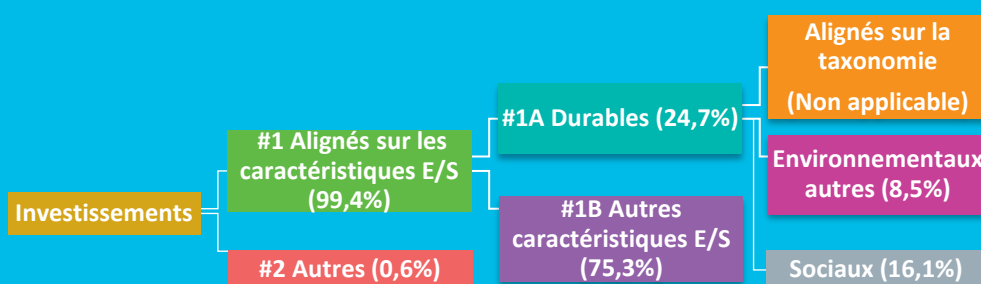 Investissements
#1 Alignés sur les
caractéristiques E/S
(99,4%)
#2 Autres (0,6%)
#1A Durables (24,7%)
#1B Autres
caractéristiques E/S
(75,3%)
Alignés sur la
taxonomie
(Non applicable)
Environnementaux
autres (8,5%)
Sociaux (16,1%)